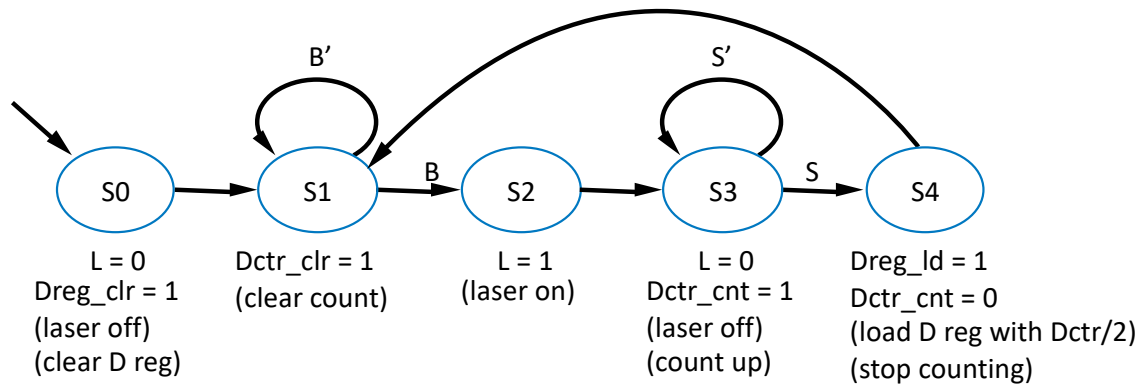 B’
S’
S0
S1
B
S2
S3
S
S4
L = 0
Dreg_clr = 1
(laser off)
(clear D reg)
Dctr_clr = 1
(clear count)
L = 1
(laser on)
L = 0
Dctr_cnt = 1
(laser off)
(count up)
Dreg_ld = 1
Dctr_cnt = 0
(load D reg with Dctr/2)
(stop counting)